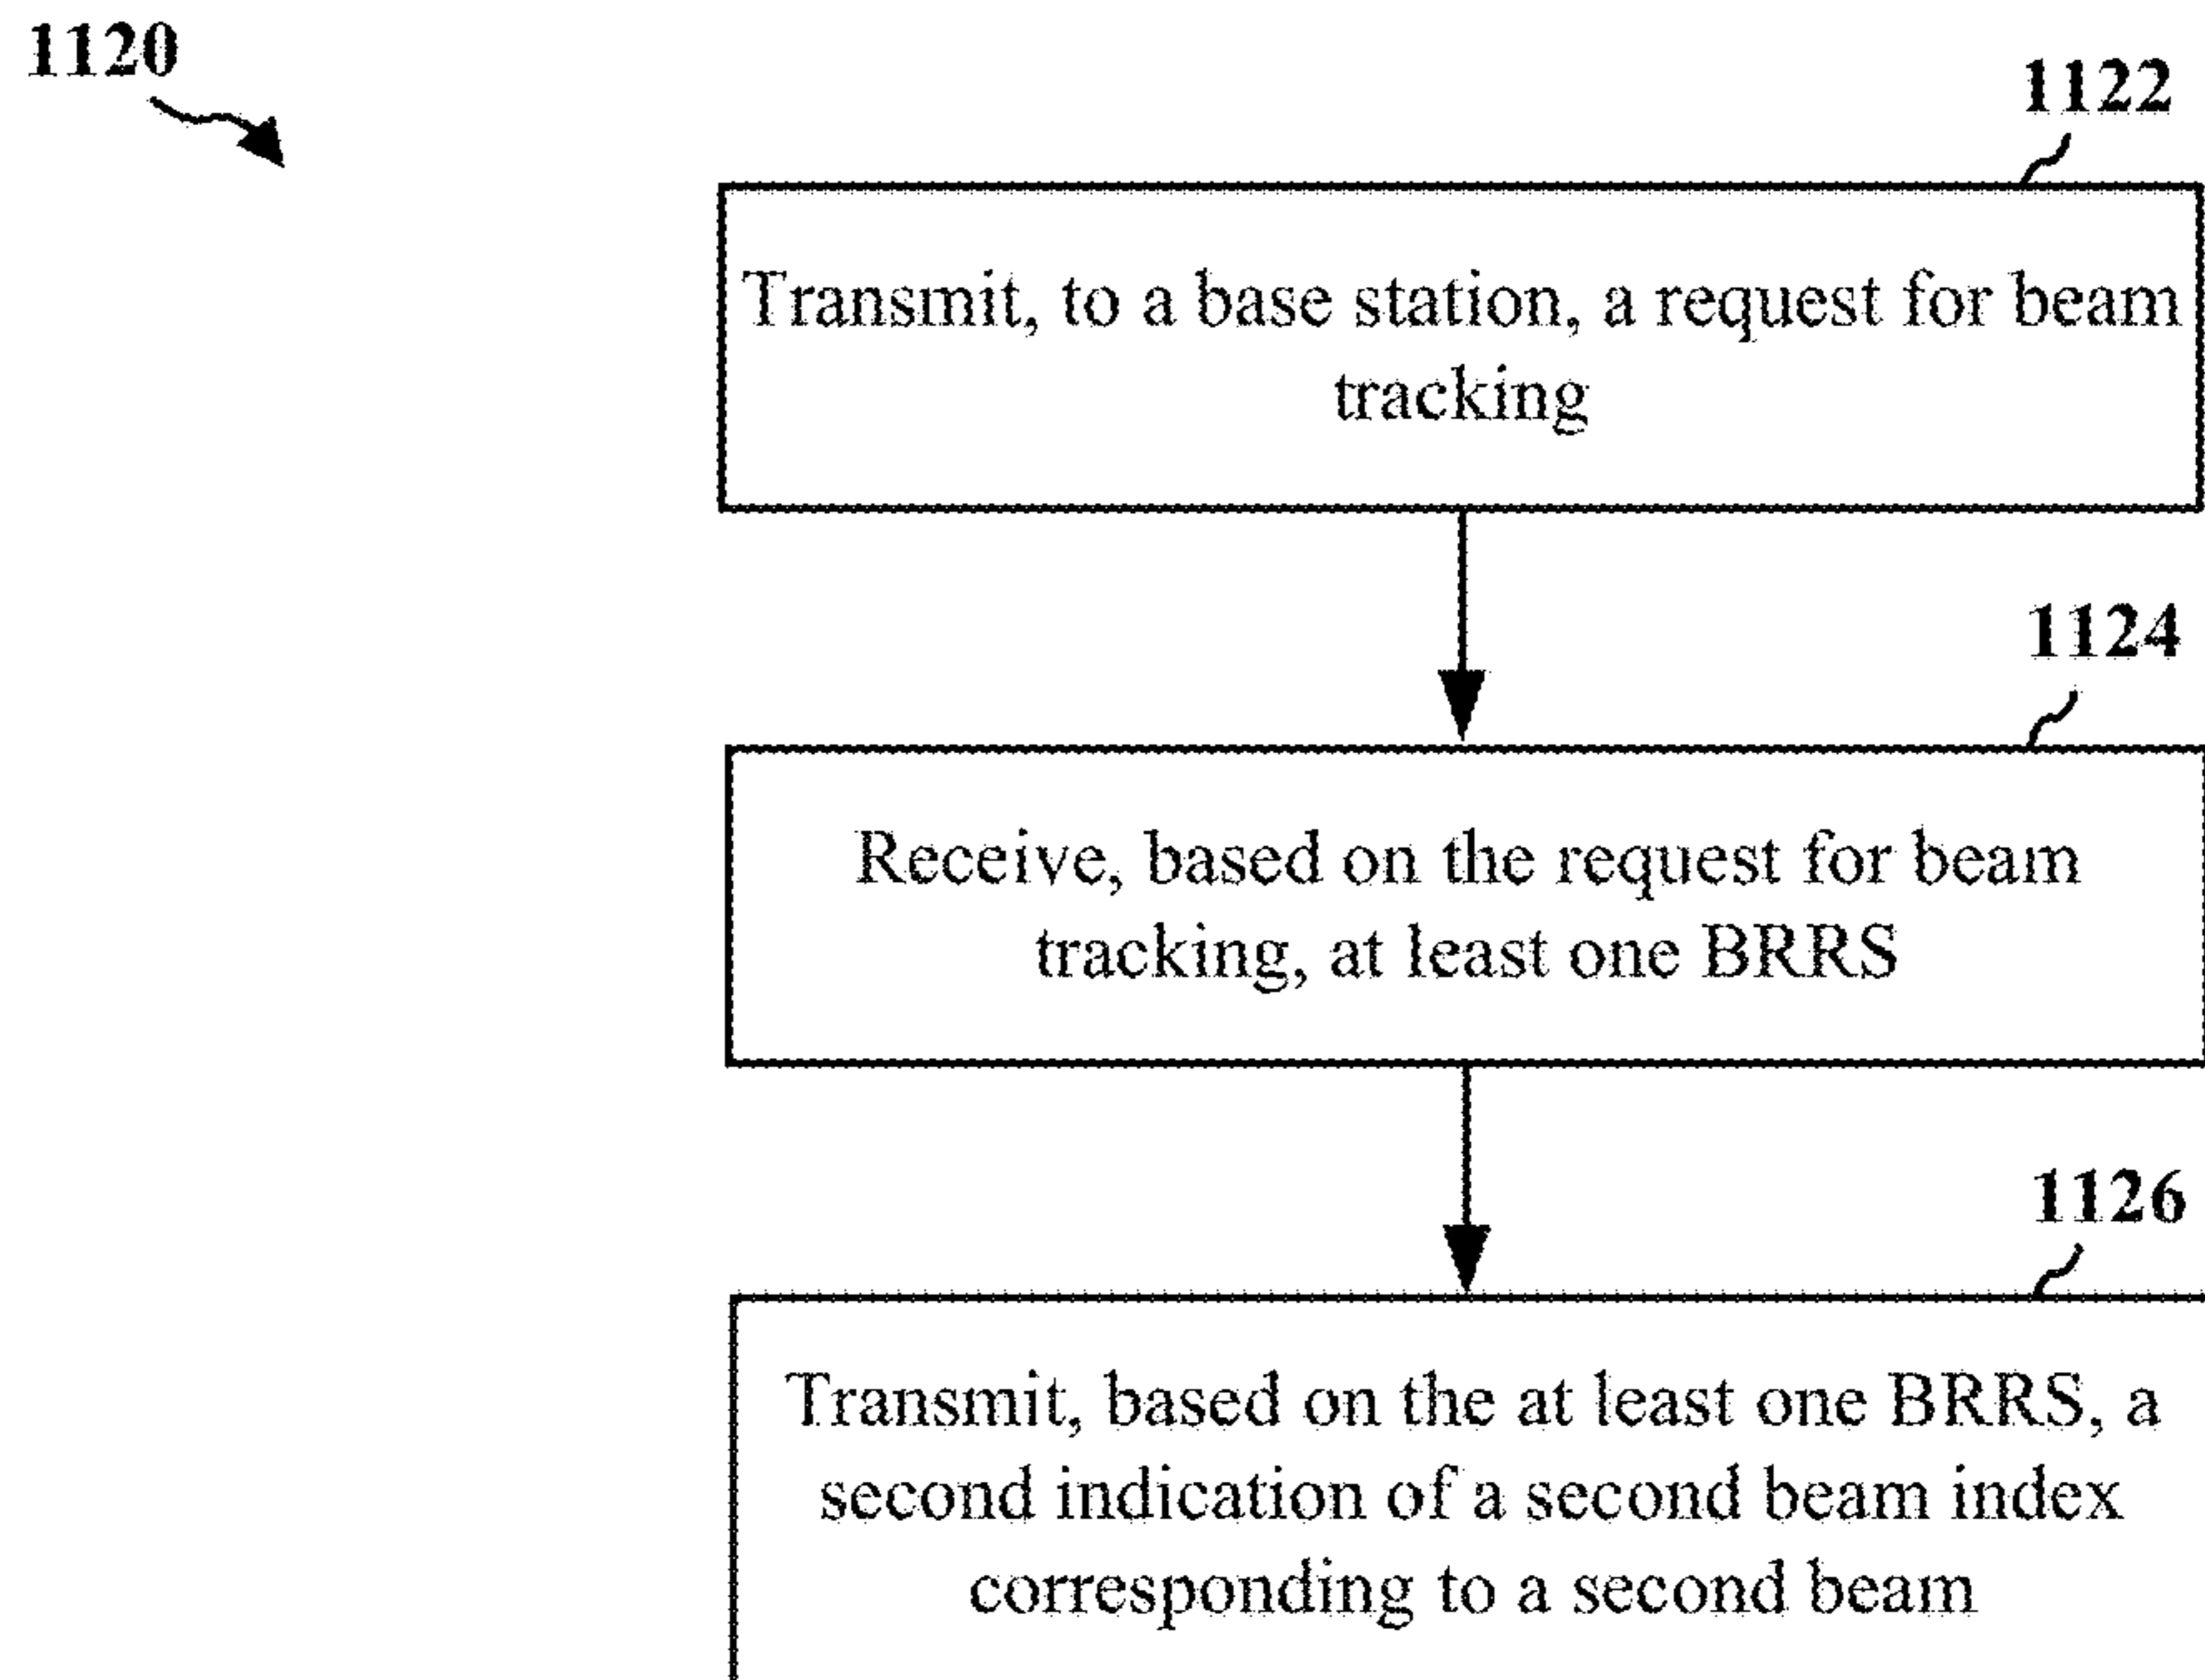 1120
1122
Transmit, to a base station, a request for beam
tracking
1124
Receive, based on the request for beam
tracking, at least one BRRS
1126
Transmit, based on the at least one BRRS, a
second indication of a second beam index
corresponding to a second beam